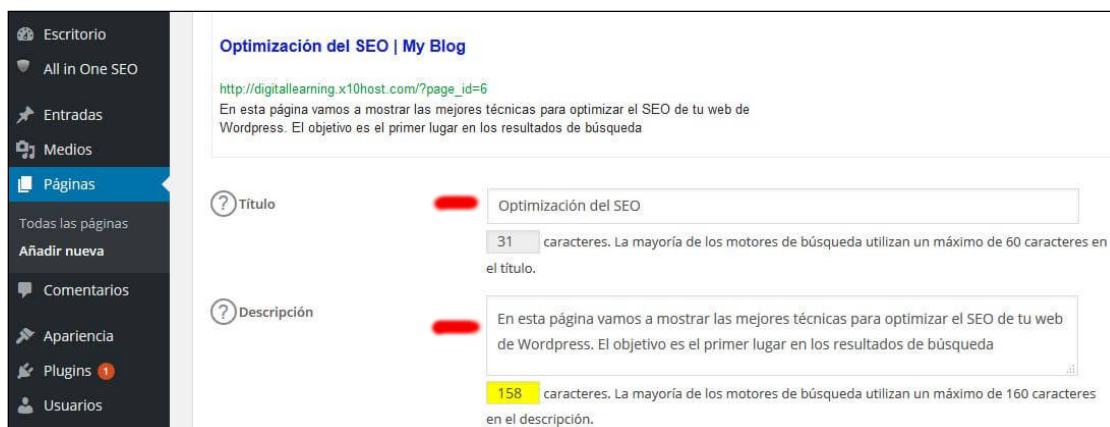 Escritorio
All in One SEO
Entradas
Medios
Páginas
Todas las páginas
Añadir nueva
Comentarios
Apariencia
Plugins 1
Usuarios
Optimización del SEO | My Blog
http://digitallearning.x10host.com/?page_id=6
En esta página vamos a mostrar las mejores técnicas para optimizar el SEO de tu web de
Wordpress. El objetivo es el primer lugar en los resultados de búsqueda
? Título
Optimización del SEO
31 caracteres. La mayoría de los motores de búsqueda utilizan un máximo de 60 caracteres en
el título.
? Descripción
En esta página vamos a mostrar las mejores técnicas para optimizar el SEO de tu web
de Wordpress. El objetivo es el primer lugar en los resultados de búsqueda
158 caracteres. La mayoría de los motores de búsqueda utilizan un máximo de 160 caracteres
en el descripción.